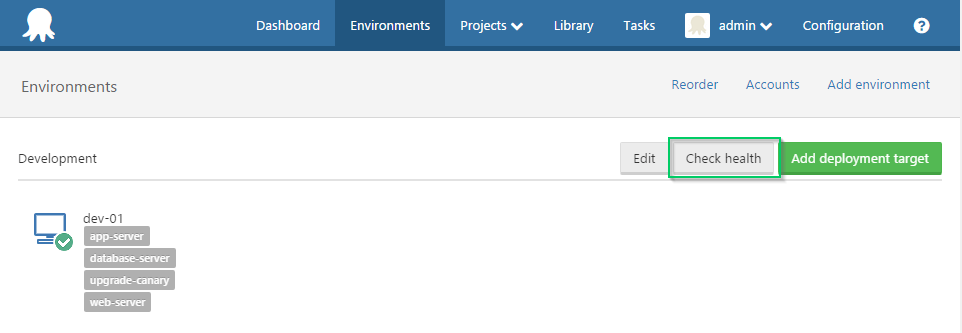 Dashboard Environments Projects Library Tasks admin Configuration ?
Environments Reorder Accounts Add environment
Development Edit Check health Add deployment target
dev-01
app-server
database-server
upgrade-canary
web-server